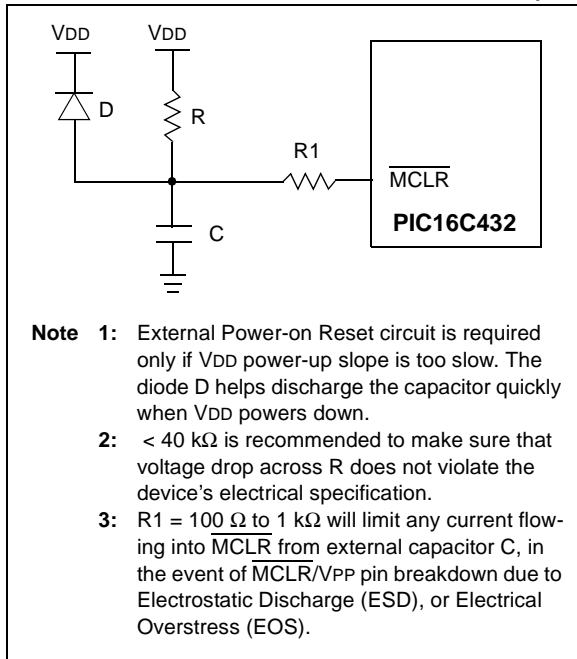 VDD VDD
D
R
R1
MCLR
PIC16C432
C
Note 1: External Power-on Reset circuit is required
only if VDD power-up slope is too slow. The
diode D helps discharge the capacitor quickly
when VDD powers down.
2: < 40 kΩ is recommended to make sure that
voltage drop across R does not violate the
device's electrical specification.
3: R1 = 100 Ω to 1 kΩ will limit any current flow-
ing into MCLR from external capacitor C, in
the event of MCLR/VPP pin breakdown due to
Electrostatic Discharge (ESD), or Electrical
Overstress (EOS).